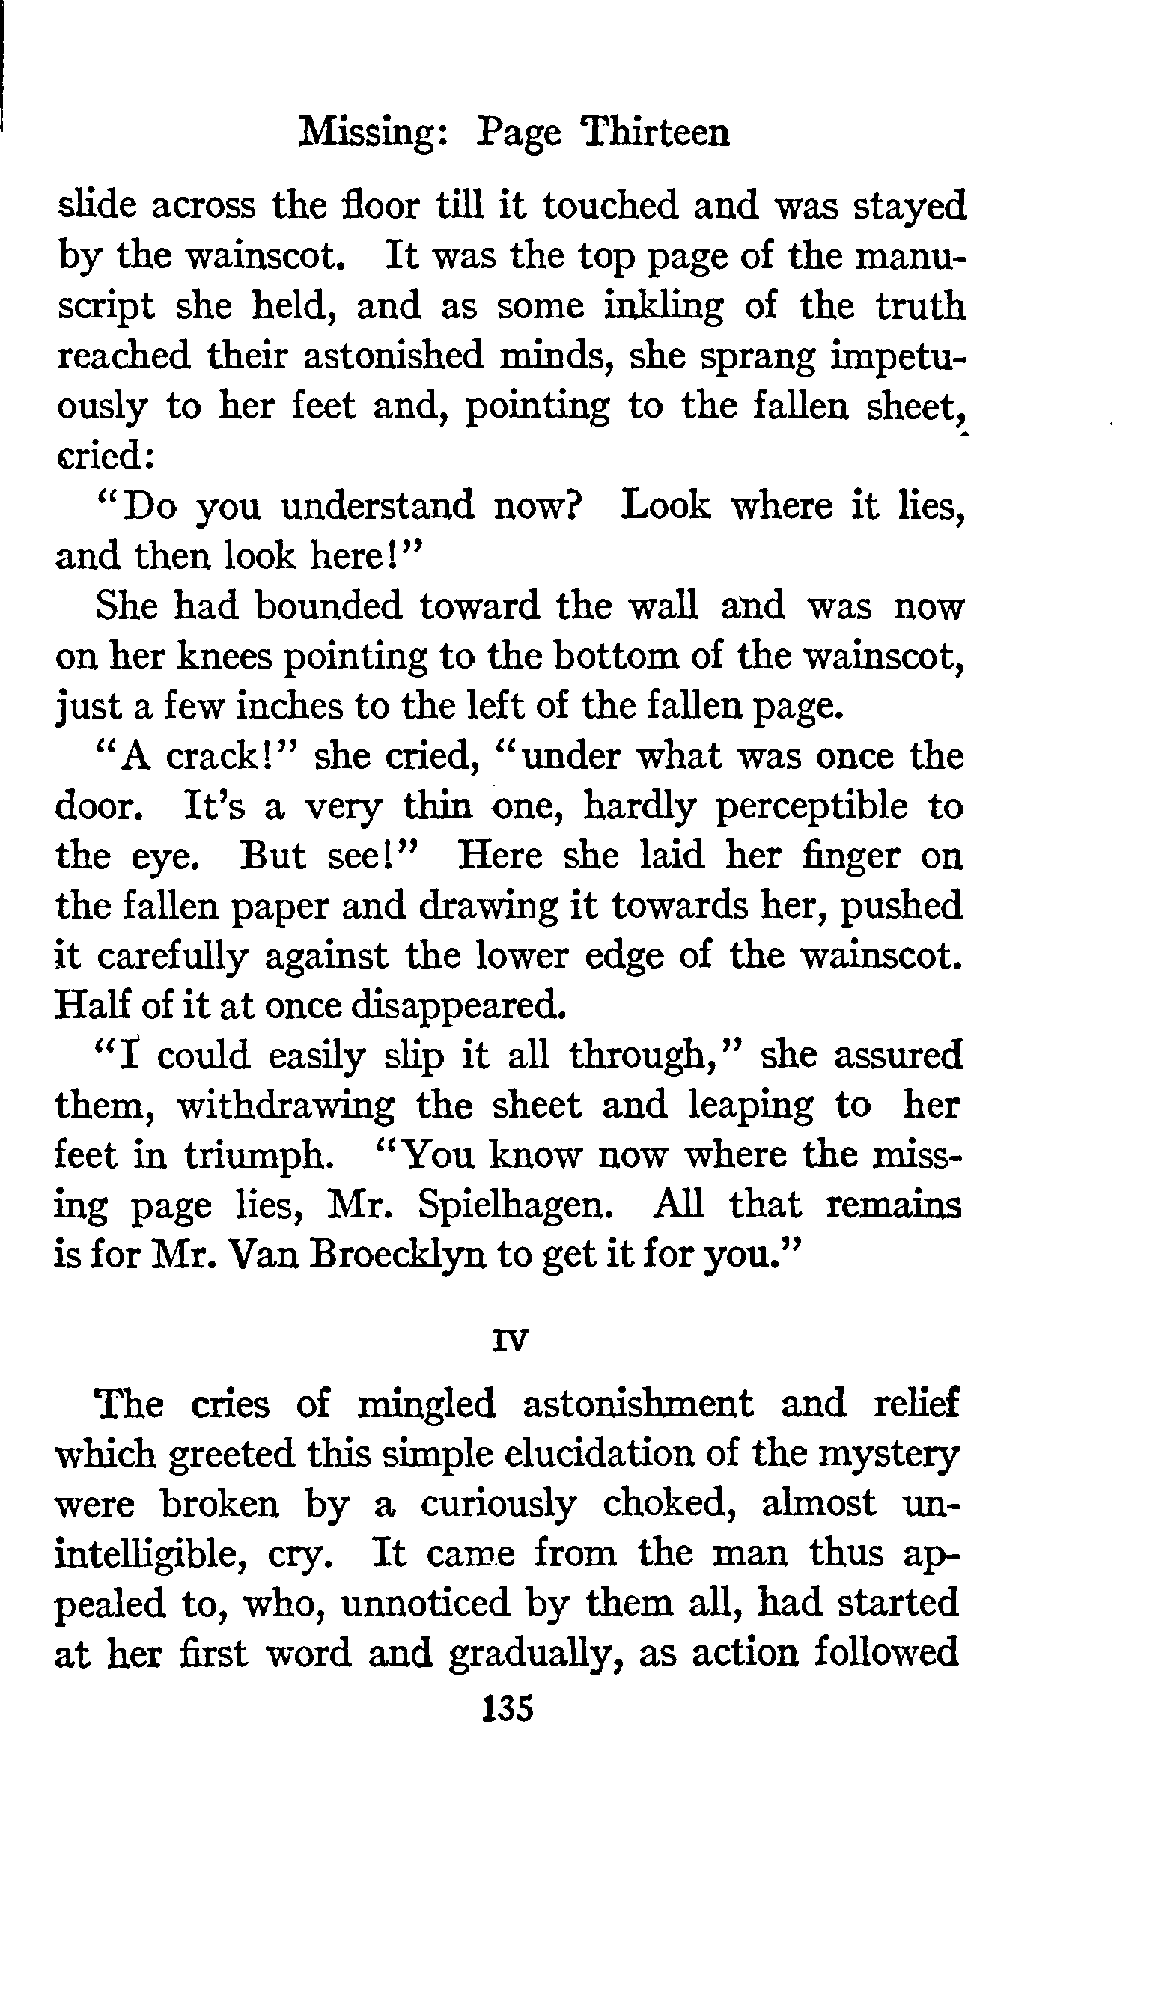 Missing: Page Thirteen
slide across the floor till it touched and was stayed
by the wainscot. It was the top page of the manu-
script she held, and as some inkling of the truth
reached their astonished minds, she sprang impetu-
ously to her feet and, pointing to the fallen sheet,
cried:
"Do you understand now? Look where it lies,
and then look here!"
She had bounded toward the wall and was now
on her knees pointing to the bottom of the wainscot,
just a few inches to the left of the fallen page.
"A crack!" she cried, "under what was once the
door. It's a very thin one, hardly perceptible to
the eye. But see!" Here she laid her finger on
the fallen paper and drawing it towards her, pushed
it carefully against the lower edge of the wainscot.
Half of it at once disappeared.
"I could easily slip it all through," she assured
them, withdrawing the sheet and leaping to her
feet in triumph. "You know now where the miss-
ing page lies, Mr. Spielhagen. All that remains
is for Mr. Van Broecklyn to get it for you."
IV
The cries of mingled astonishment and relief
which greeted this simple elucidation of the mystery
were broken by a curiously choked, almost un-
intelligible, cry. It came from the man thus ap-
pealed to, who, unnoticed by them all, had started
at her first word and gradually, as action followed
135